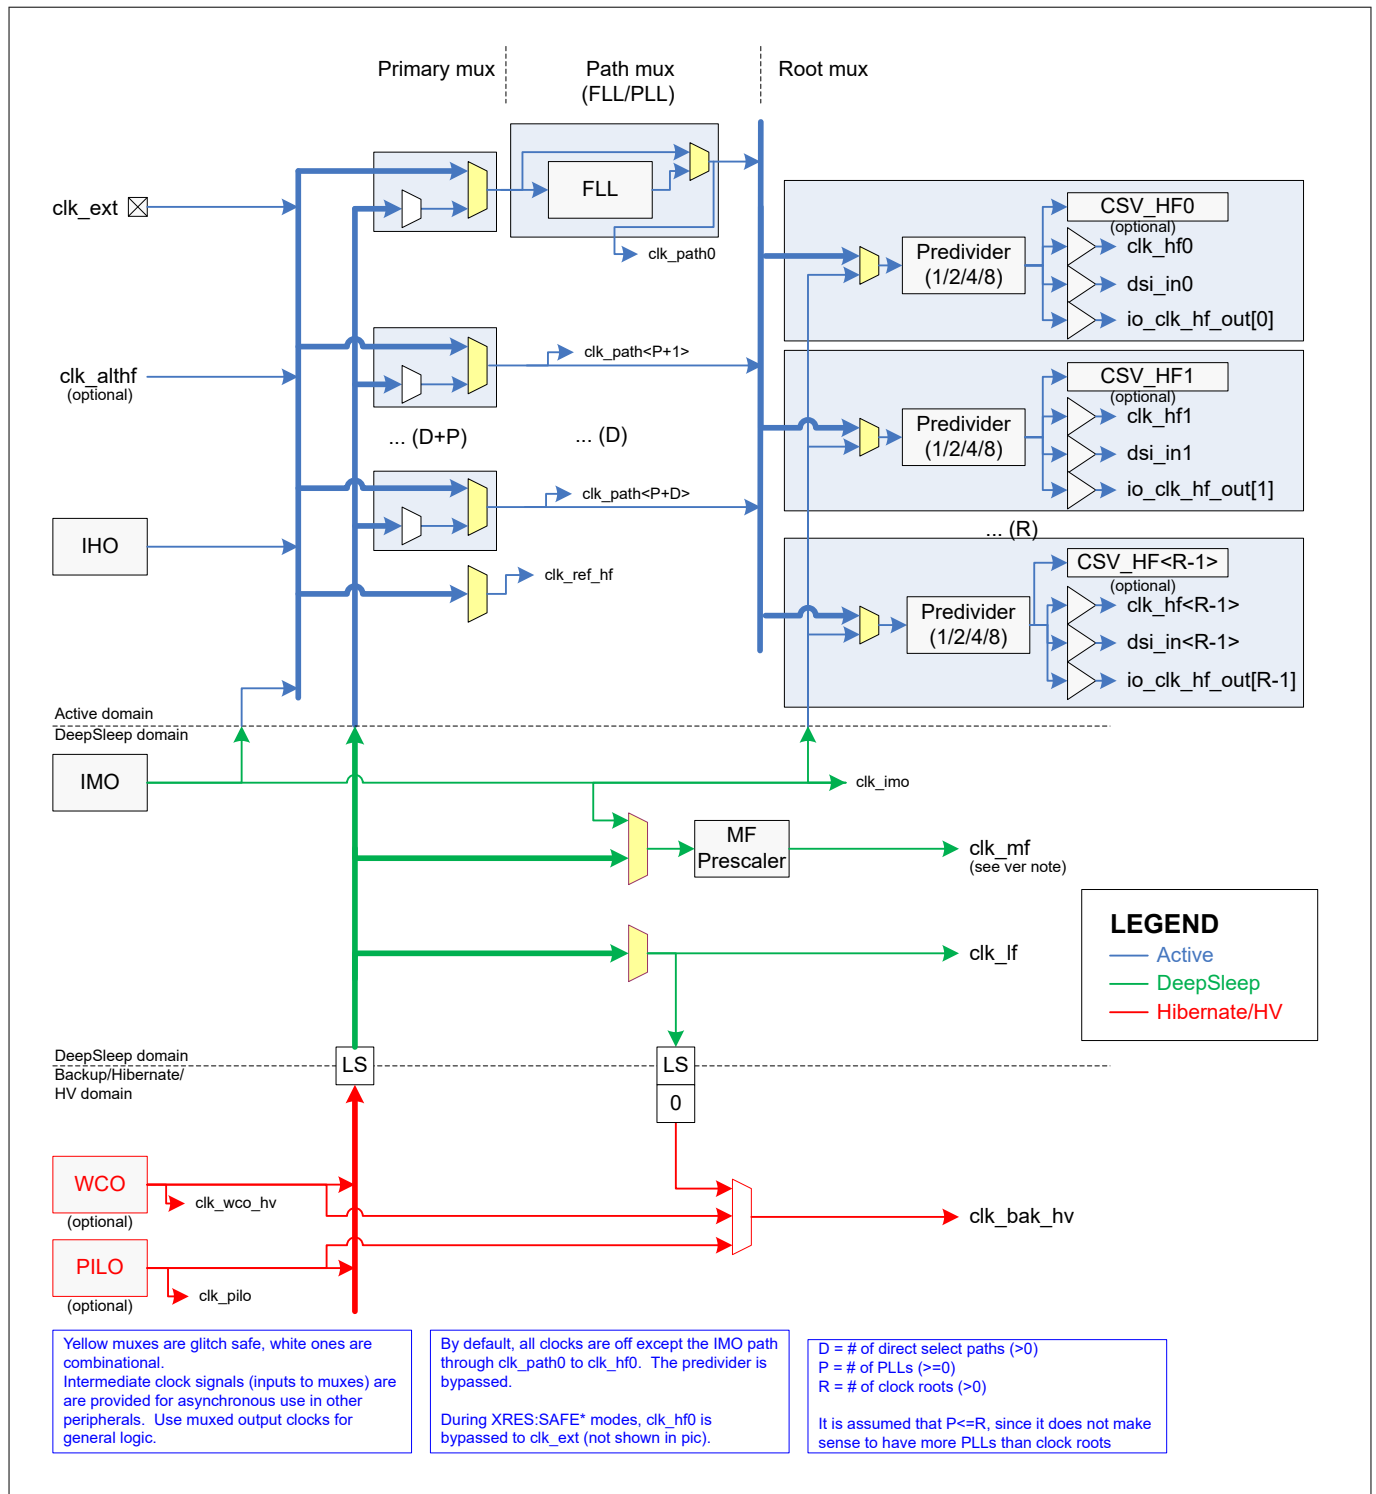 Primary mux
Path mux
(FLL/PLL)
Root mux
clk_ext
FLL
clk_path0
CSV_HF0
(optional)
Predivider
(1/2/4/8)
clk_hf0
dsi_in0
io_clk_hf_out[0]
clk_althf
(optional)
clk_path<P+1>
... (D+P)
... (D)
CSV_HF1
(optional)
Predivider
(1/2/4/8)
clk_hf1
dsi_in1
io_clk_hf_out[1]
clk_path<P+D>
... (R)
IHO
clk_ref_hf
CSV_HF<R-1>
(optional)
Predivider
(1/2/4/8)
clk_hf<R-1>
dsi_in<R-1>
io_clk_hf_out[R-1]
Active domain
DeepSleep domain
IMO
clk_imo
MF
Prescaler
clk_mf
(see ver note)
clk_lf
LEGEND
Active
DeepSleep
Hibernate/HV
DeepSleep domain
Backup/Hibernate/
HV domain
LS
LS
0
WCO
(optional)
clk_wco_hv
clk_bak_hv
PILO
(optional)
clk_pilo
Yellow muxes are glitch safe, white ones are
combinational.
Intermediate clock signals (inputs to muxes) are
are provided for asynchronous use in other
peripherals. Use muxed output clocks for
general logic.
By default, all clocks are off except the IMO path
through clk_path0 to clk_hf0. The predivider is
bypassed.
During XRES:SAFE* modes, clk_hf0 is
bypassed to clk_ext (not shown in pic).
D = # of direct select paths (>0)
P = # of PLLs (>=0)
R = # of clock roots (>0)
It is assumed that P<=R, since it does not make
sense to have more PLLs than clock roots